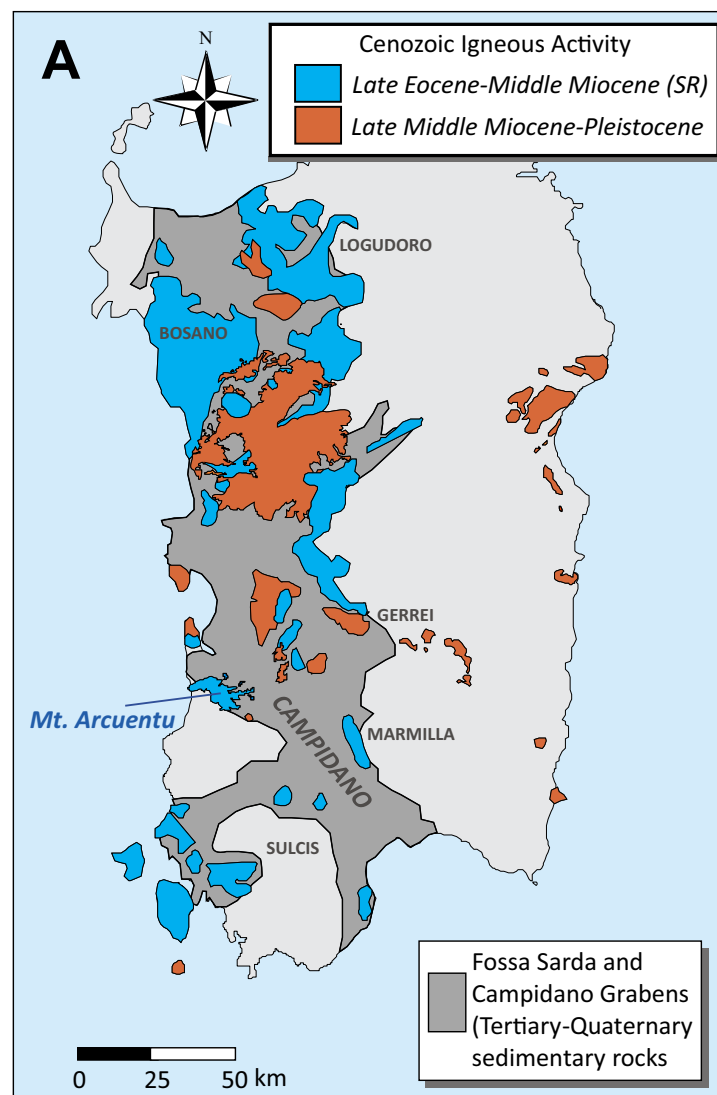 A
N
Cenozoic Igneous Activity
Late Eocene-Middle Miocene (SR)
Late Middle Miocene-Pleistocene
LOGUDORO
BOSANO
GERREI
Mt. Arcuentu
CAMPIDANO
MARMILLA
SULCIS
Fossa Sarda and
Campidano Grabens
(Tertiary-Quaternary
sedimentary rocks
0 25 50 km